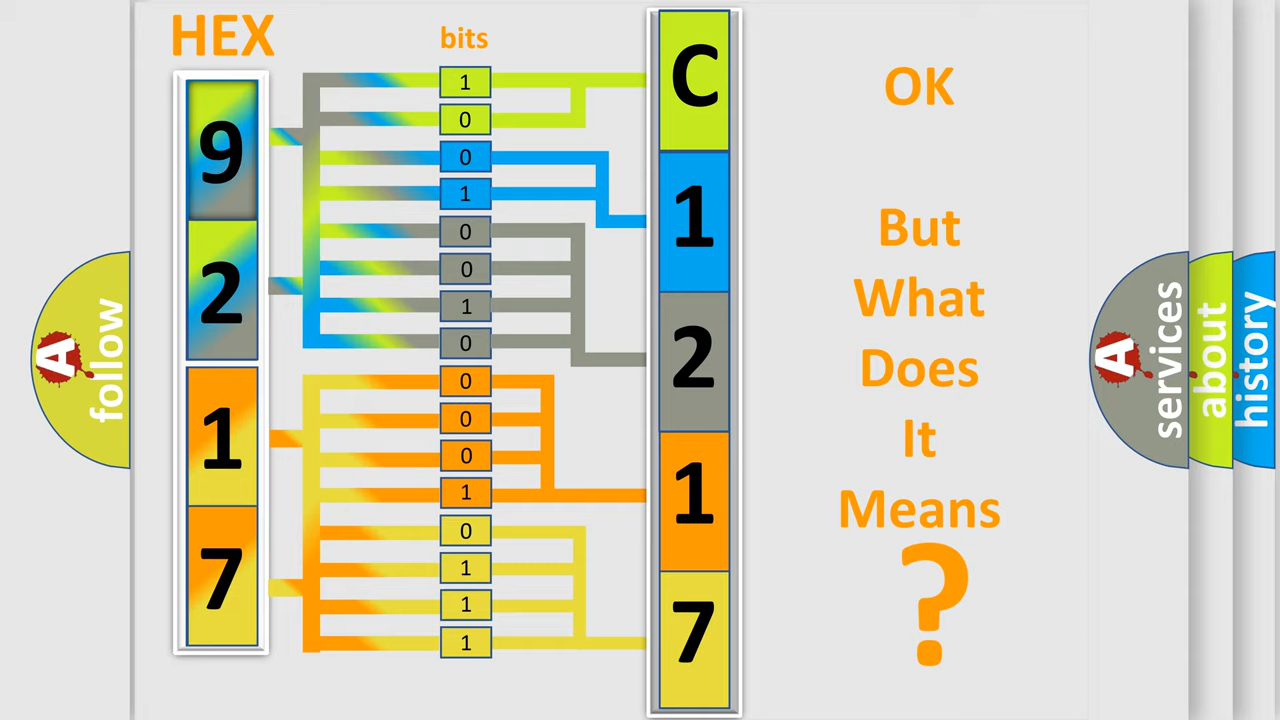 HEX
bits
9
2
1
7
1
0
0
1
0
0
1
0
0
0
0
1
0
1
1
1
C
1
2
1
7
OK
But
What
Does
It
Means
?
A
follow
A
services
about
history